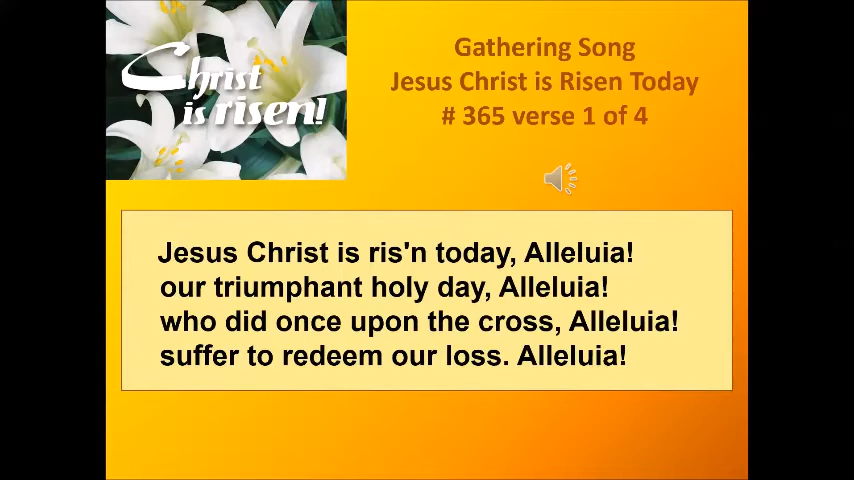 Christ
is risen!
Gathering Song
Jesus Christ is Risen Today
# 365 verse 1 of 4
Jesus Christ is ris'n today, Alleluia!
our triumphant holy day, Alleluia!
who did once upon the cross, Alleluia!
suffer to redeem our loss. Alleluia!